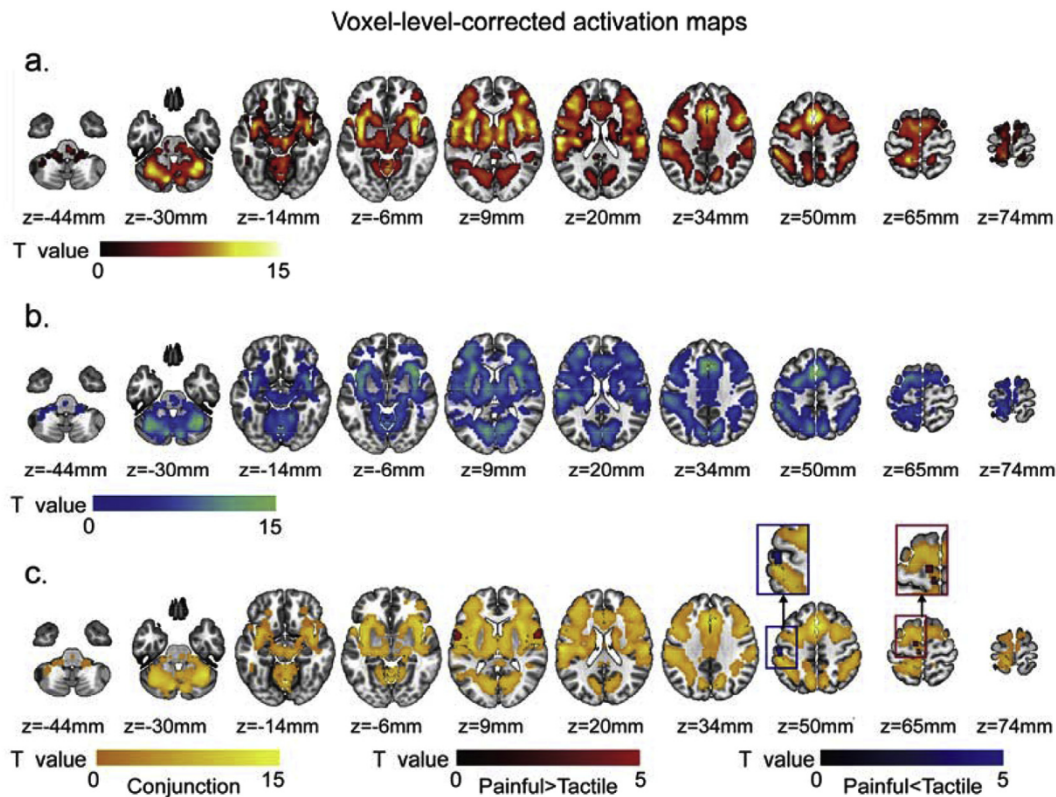 Voxel-level-corrected activation maps
a.
z=-44mm z=-30mm z=-14mm z=-6mm z=9mm z=20mm z=34mm z=50mm z=65mm z=74mm
T value
0 15
b.
z=-44mm z=-30mm z=-14mm z=-6mm z=9mm z=20mm z=34mm z=50mm z=65mm z=74mm
T value
0 15
c.
z=-44mm z=-30mm z=-14mm z=-6mm z=9mm z=20mm z=34mm z=50mm z=65mm z=74mm
T value T value T value
0 Conjunction 15 0 Painful>Tactile 5 0 Painful<Tactile 5